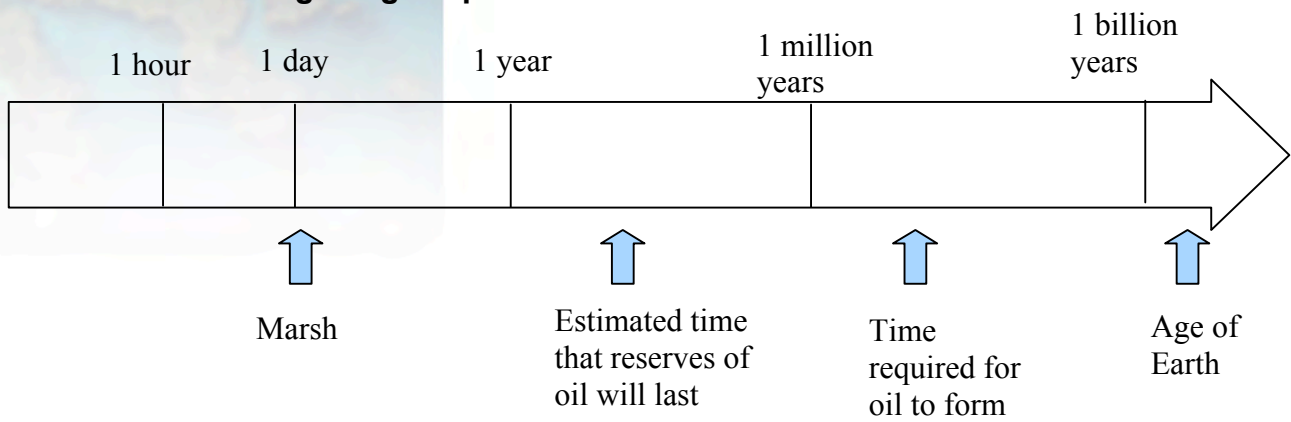 1 hour
1 day
1 year
1 million
years
1 billion
years
Marsh
Estimated time
that reserves of
oil will last
Time
required for
oil to form
Age of
Earth